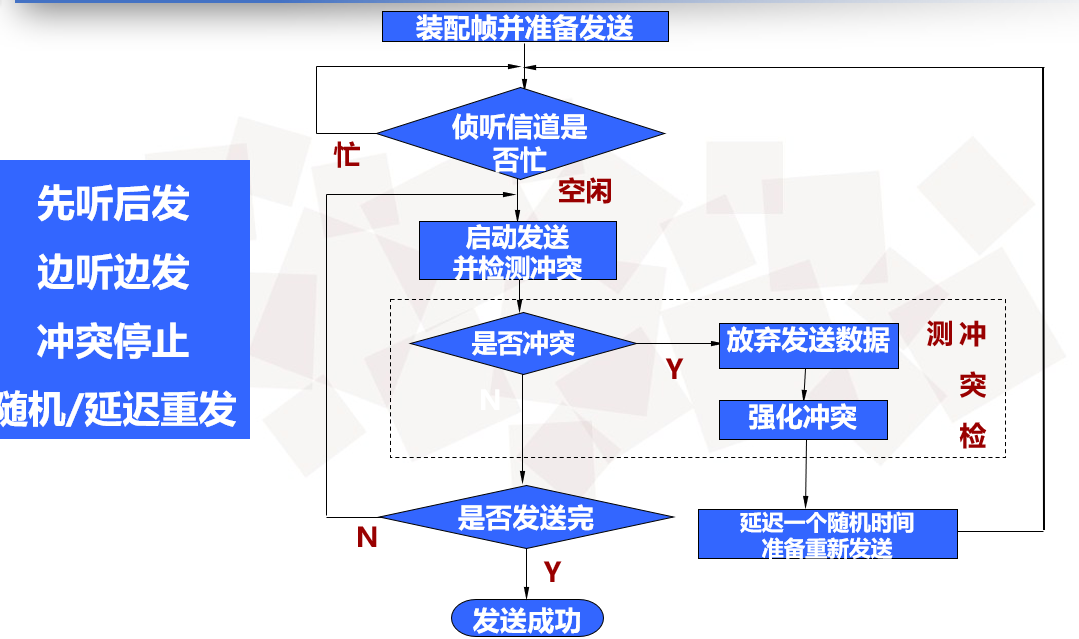 装配帧并准备发送
侦听信道是
否忙
忙
空闲
先听后发
边听边发
冲突停止
随机/延迟重发
启动发送
并检测冲突
是否冲突
Y
N
放弃发送数据
强化冲突
测 冲
突
检
是否发送完
N
Y
延迟一个随机时间
准备重新发送
发送成功